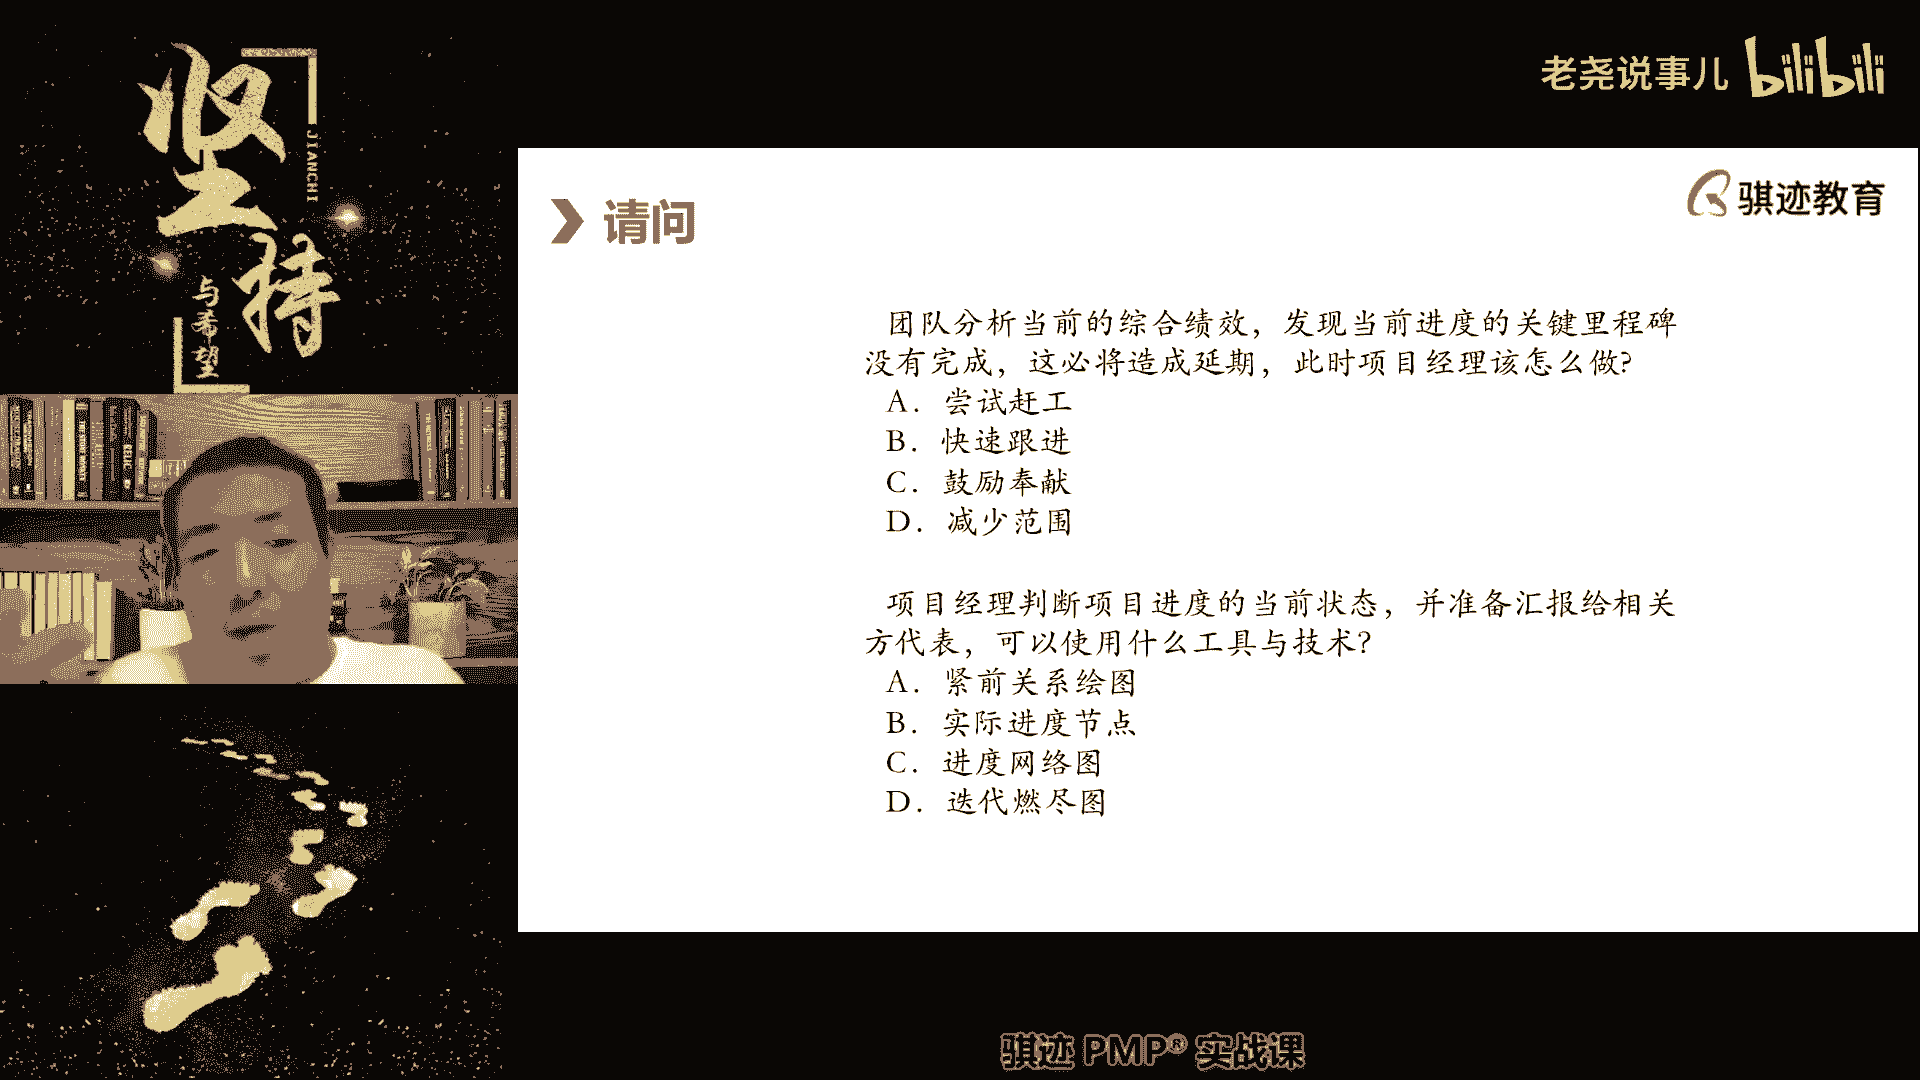 坚持
JIANCHI
与希望
老尧说事儿 bilibili
骐迹教育
请问
团队分析当前的综合绩效，发现当前进度的关键里程碑
没有完成，这必将造成延期，此时项目经理该怎么做?
A. 尝试赶工
B. 快速跟进
C. 鼓励奉献
D. 减少范围
项目经理判断项目进度的当前状态，并准备汇报给相关
方代表，可以使用什么工具与技术?
A. 紧前关系绘图
B. 实际进度节点
C. 进度网络图
D. 迭代燃尽图
骐迹 PMP® 实战课